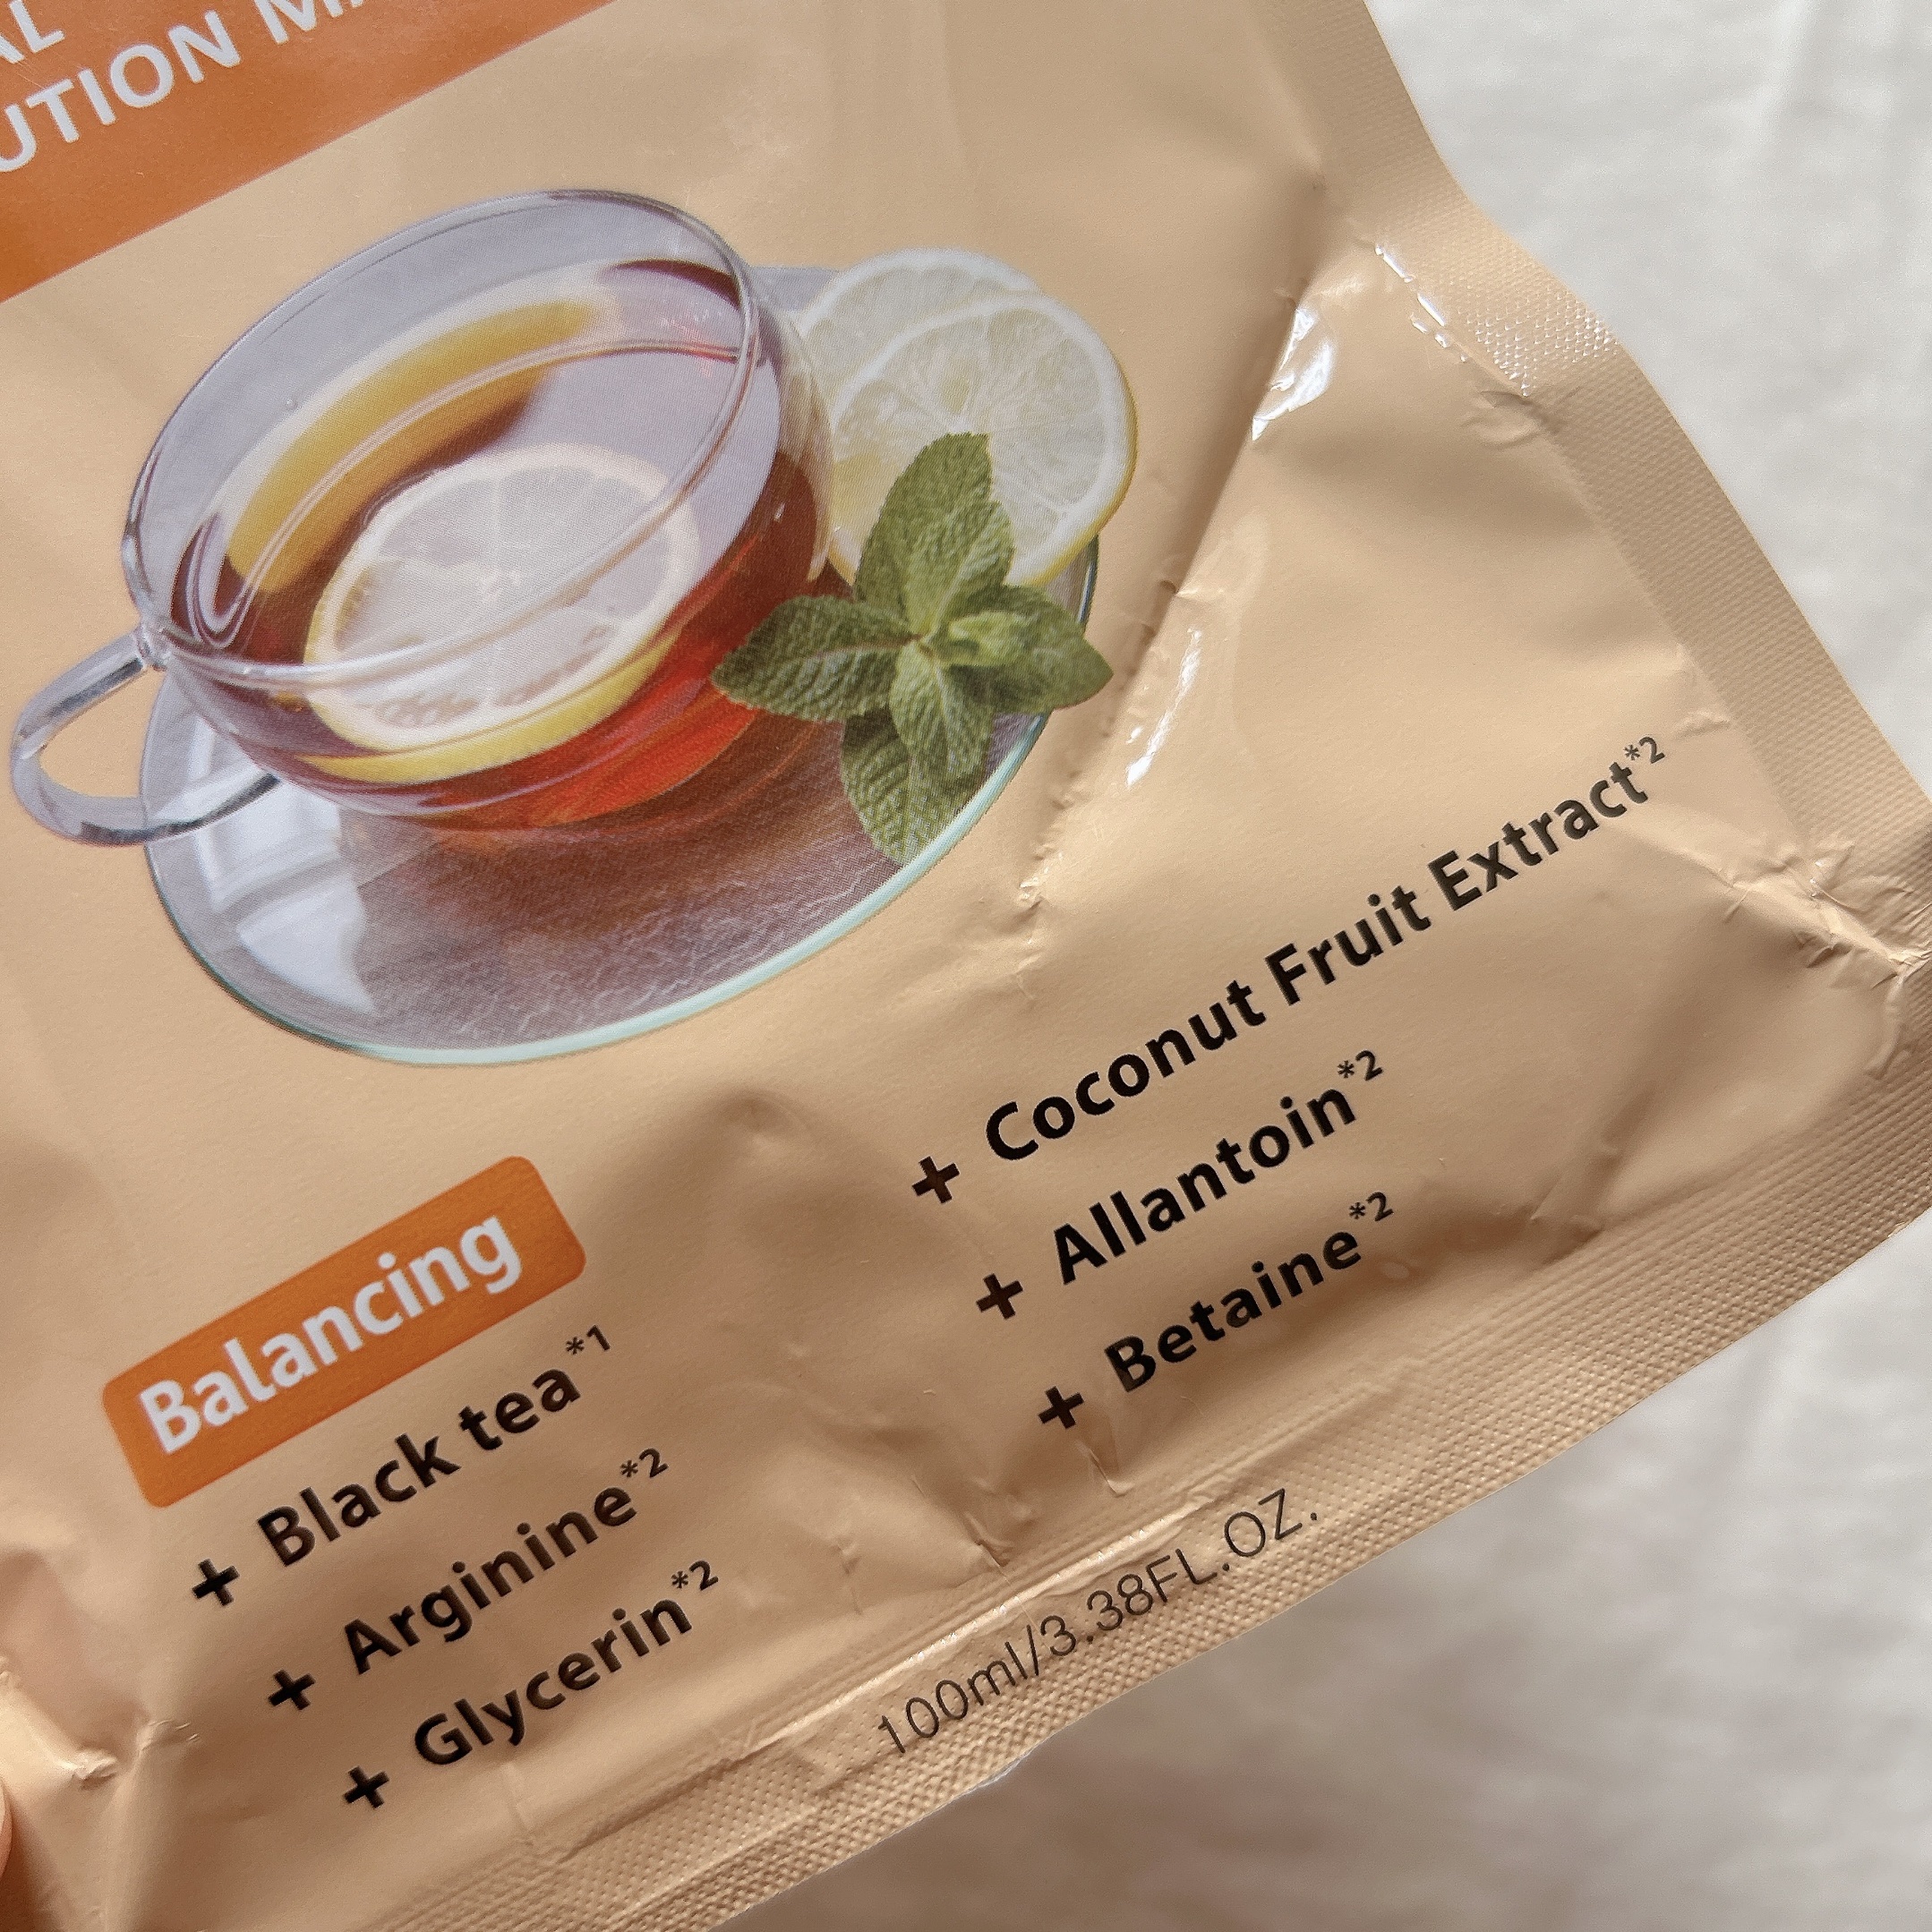 Balancing
+ Black tea*1
+ Arginine*2
+ Glycerin*2
+ Coconut Fruit Extract*2
+ Allantoin*2
+ Betaine*2
100ml/3.38FL.OZ.